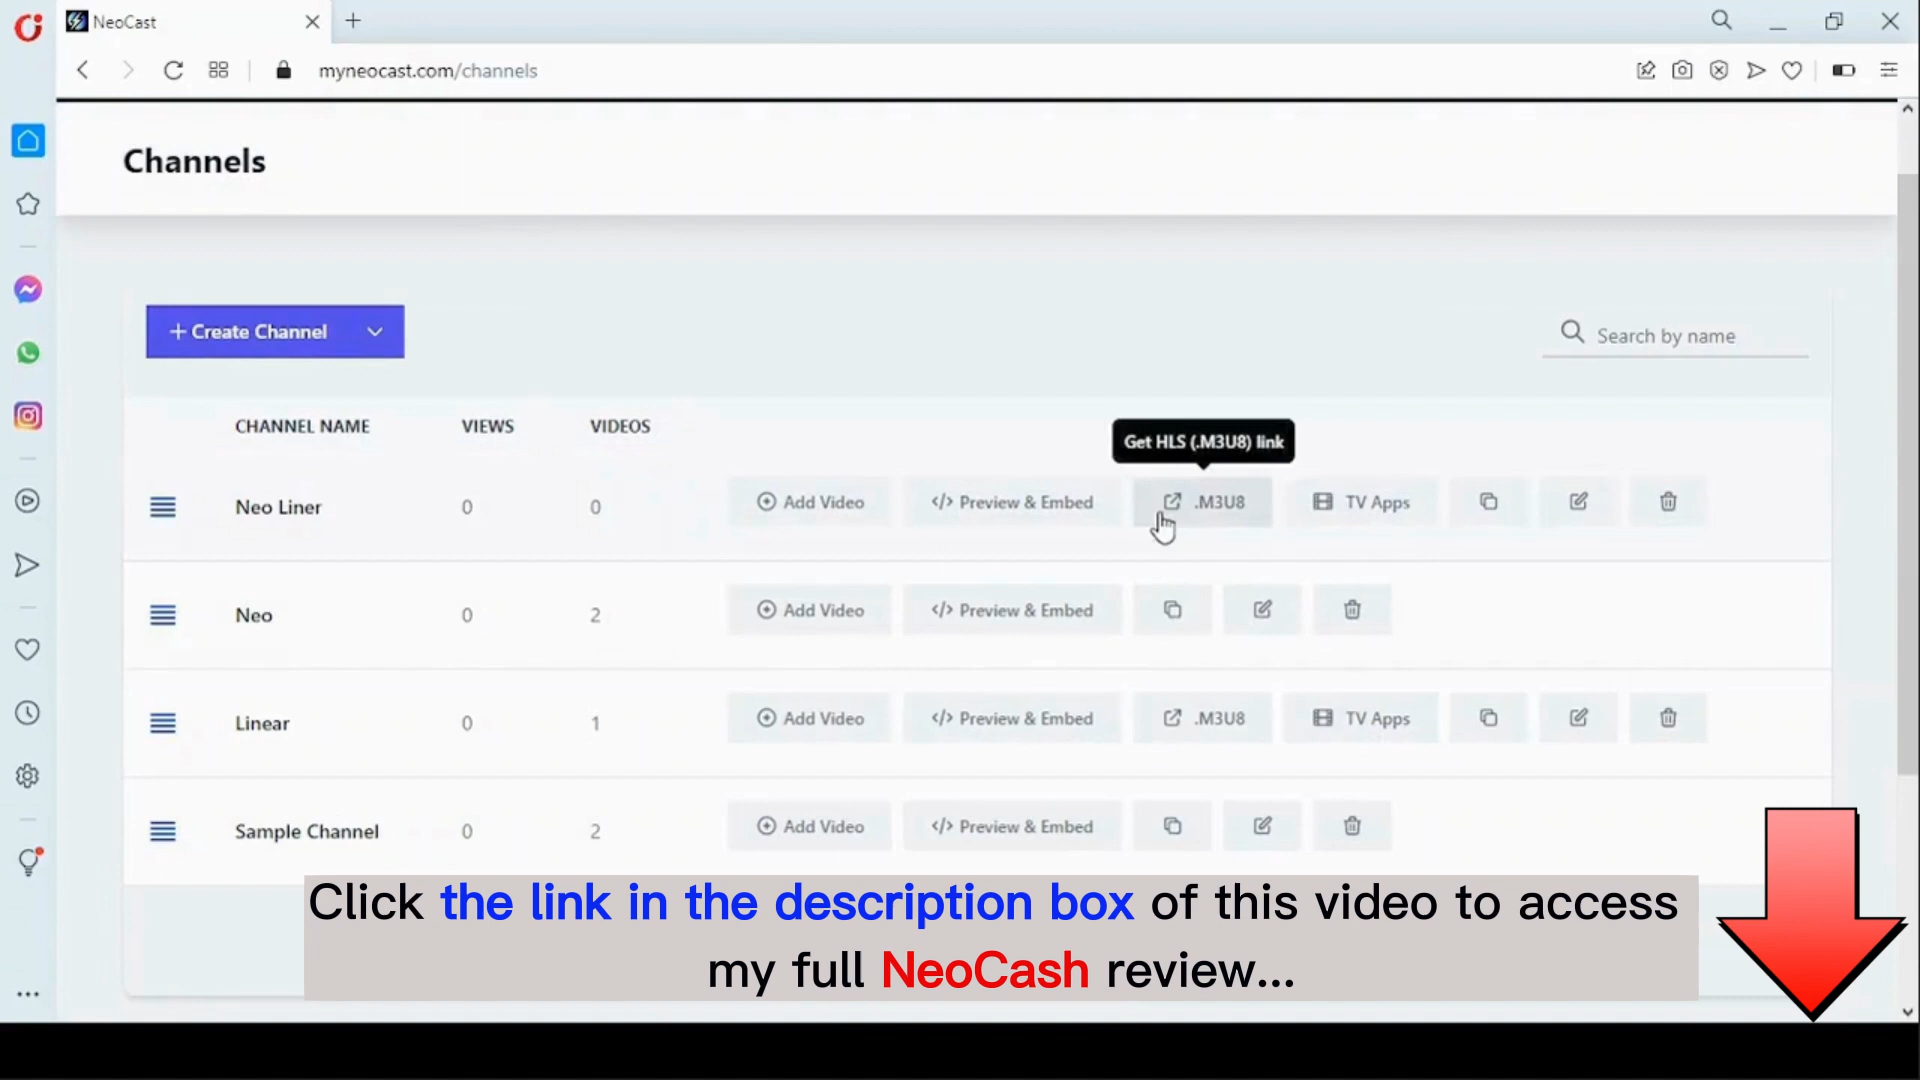 NeoCast
myneocast.com/channels
Channels
Create Channel
Search by name
CHANNEL NAME VIEWS VIDEOS
Get HLS (.M3U8) link
Neo Liner 0 0 Add Video </> Preview & Embed .M3U8 TV Apps
Neo 0 2 Add Video </> Preview & Embed
Linear 0 1 Add Video </> Preview & Embed .M3U8 TV Apps
Sample Channel 0 2 Add Video </> Preview & Embed
Click the link in the description box of this video to access
my full NeoCash review...